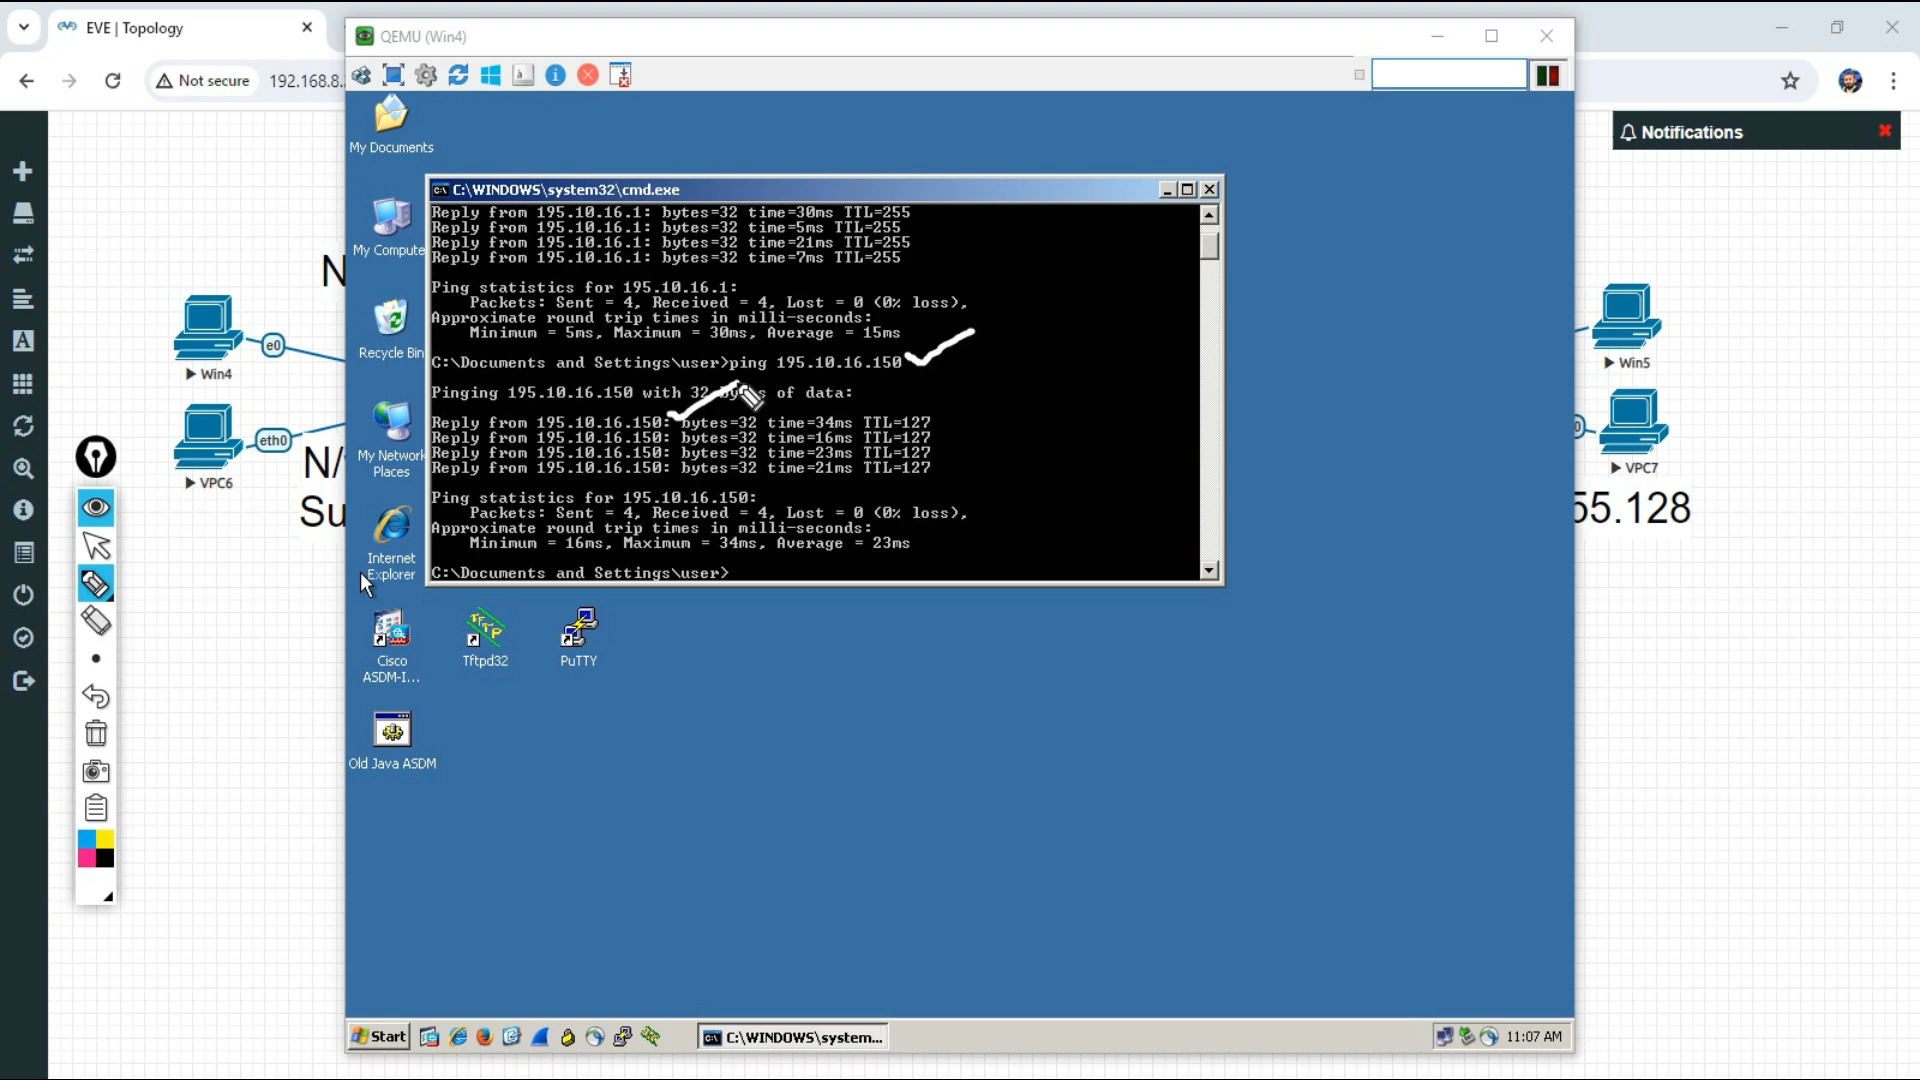 EVE | Topology
QEMU (Win4)
Not secure
192.168.8.
My Documents
Notifications
C:\WINDOWS\system32\cmd.exe
Reply from 195.10.16.1: bytes=32 time=30ms TTL=255
Reply from 195.10.16.1: bytes=32 time=5ms TTL=255
Reply from 195.10.16.1: bytes=32 time=21ms TTL=255
Reply from 195.10.16.1: bytes=32 time=7ms TTL=255
Ping statistics for 195.10.16.1:
Packets: Sent = 4, Received = 4, Lost = 0 (0% loss),
Approximate round trip times in milli-seconds:
Minimum = 5ms, Maximum = 30ms, Average = 15ms
C:\Documents and Settings\user>ping 195.10.16.150
Pinging 195.10.16.150 with 32 bytes of data:
Reply from 195.10.16.150: bytes=32 time=34ms TTL=127
Reply from 195.10.16.150: bytes=32 time=16ms TTL=127
Reply from 195.10.16.150: bytes=32 time=23ms TTL=127
Reply from 195.10.16.150: bytes=32 time=21ms TTL=127
Ping statistics for 195.10.16.150:
Packets: Sent = 4, Received = 4, Lost = 0 (0% loss),
Approximate round trip times in milli-seconds:
Minimum = 16ms, Maximum = 34ms, Average = 23ms
C:\Documents and Settings\user>
My Compute
Recycle Bin
My Network
Places
Internet
Explorer
Cisco
ASDM-I...
Tftpd32
PuTTY
Old Java ASDM
N
e0
Win4
eth0
VPC6
N/
Su
Win5
0
VPC7
55.128
Start
C:\WINDOWS\system...
11:07 AM